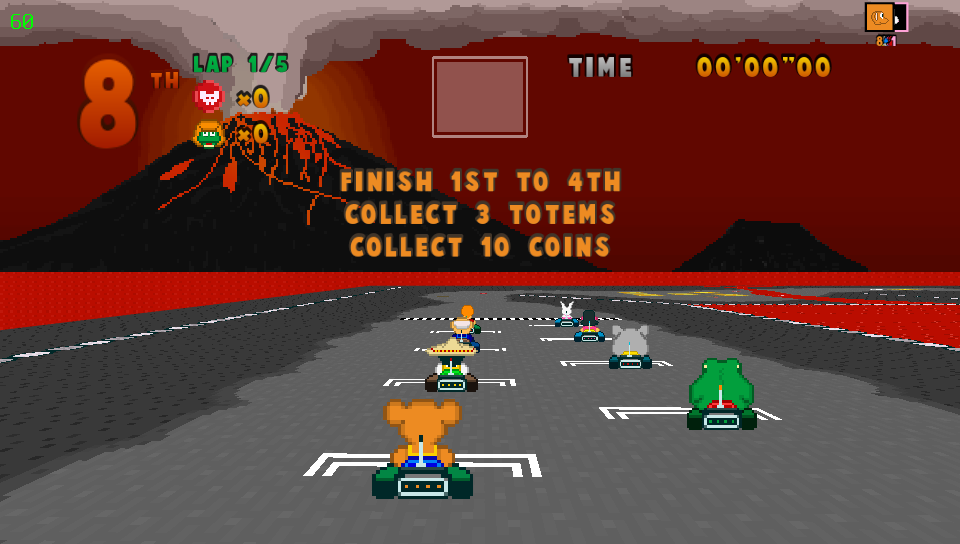 60
8TH
LAP 1/5
×0
×0
TIME 00'00"00
FINISH 1ST TO 4TH
COLLECT 3 TOTEMS
COLLECT 10 COINS